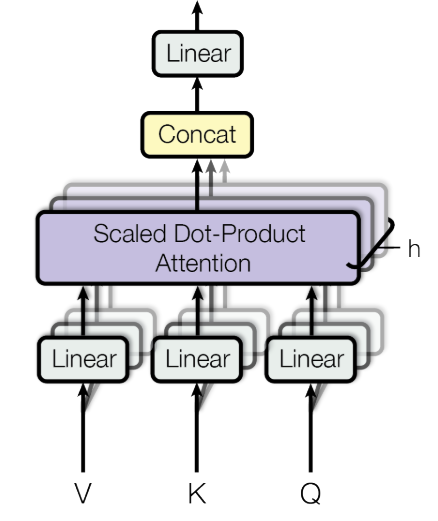 Linear
Concat
Scaled Dot-Product
Attention
h
Linear
Linear
Linear
V
K
Q